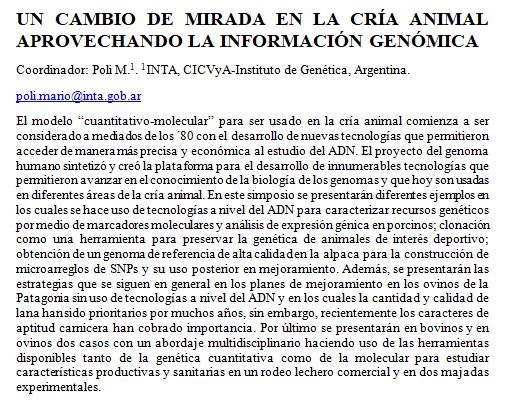 UN CAMBIO DE MIRADA EN LA CRÍA ANIMAL
APROVECHANDO LA INFORMACIÓN GENÓMICA
Coordinador: Poli M.¹. ¹INTA, CICVyA-Instituto de Genética, Argentina.
poli.mario@inta.gob.ar
El modelo “cuantitativo-molecular” para ser usado en la cría animal comienza a ser
considerado a mediados de los ´80 con el desarrollo de nuevas tecnologías que permitieron
acceder de manera más precisa y económica al estudio del ADN. El proyecto del genoma
humano sintetizó y creó la plataforma para el desarrollo de innumerables tecnologías que
permitieron avanzar en el conocimiento de la biología de los genomas y que hoy son usadas
en diferentes áreas de la cría animal. En este simposio se presentarán diferentes ejemplos en
los cuales se hace uso de tecnologías a nivel del ADN para caracterizar recursos genéticos
por medio de marcadores moleculares y análisis de expresión génica en porcinos; clonación
como una herramienta para preservar la genética de animales de interés deportivo;
obtención de un genoma de referencia de alta calidad en la alpaca para la construcción de
microarreglos de SNPs y su uso posterior en mejoramiento. Además, se presentarán las
estrategias que se siguen en general en los planes de mejoramiento en los ovinos de la
Patagonia sin uso de tecnologías a nivel del ADN y en los cuales la cantidad y calidad de
lana han sido prioritarios por muchos años, sin embargo, recientemente los caracteres de
aptitud carnicera han cobrado importancia. Por último se presentarán en bovinos y en
ovinos dos casos con un abordaje multidisciplinario haciendo uso de las herramientas
disponibles tanto de la genética cuantitativa como de la molecular para estudiar
características productivas y sanitarias en un rodeo lechero comercial y en dos majadas
experimentales.